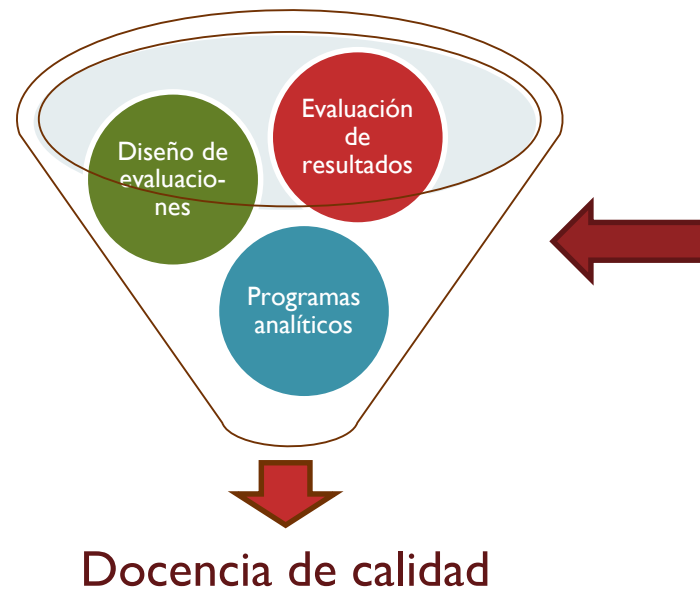 Evaluación
de
resultados
Diseño de
evaluacio-
nes
Programas
analíticos
Docencia de calidad